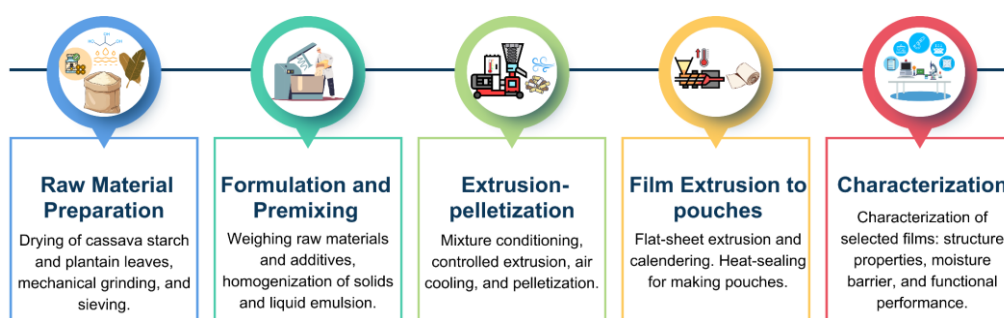 Raw Material
Preparation
Drying of cassava starch
and plantain leaves,
mechanical grinding, and
sieving.
Formulation and
Premixing
Weighing raw materials
and additives,
homogenization of solids
and liquid emulsion.
Extrusion-
pelletization
Mixture conditioning,
controlled extrusion, air
cooling, and pelletization.
Film Extrusion to
pouches
Flat-sheet extrusion and
calendering. Heat-sealing
for making pouches.
Characterization
Characterization of
selected films: structure
properties, moisture
barrier, and functional
performance.